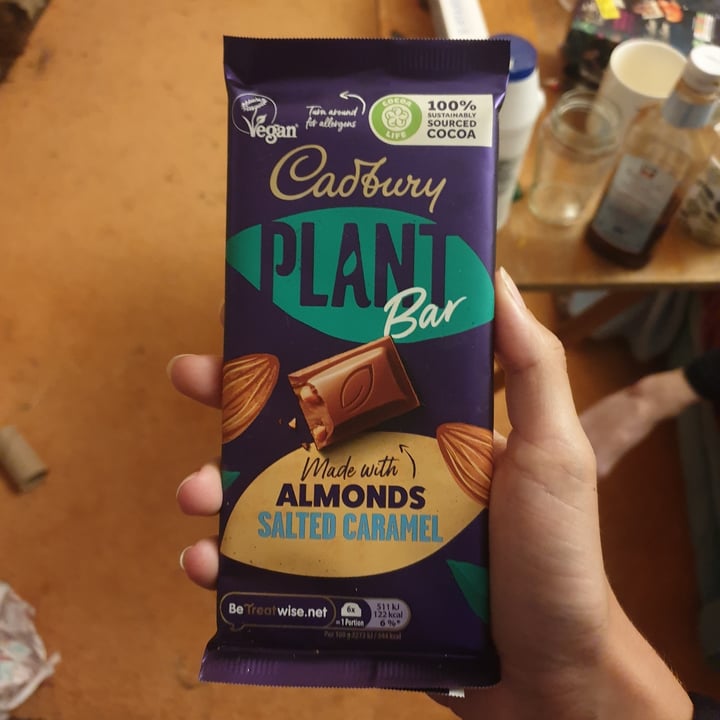 Vegan
Turn around
for allergens
COCOA
LIFE
100%
SUSTAINABLY
SOURCED
COCOA
Cadbury
PLANT
Bar
Made with
ALMONDS
SALTED CARAMEL
BeTreatwise.net
6x
= 1 Portion
511 kJ
122 kcal
6 %*